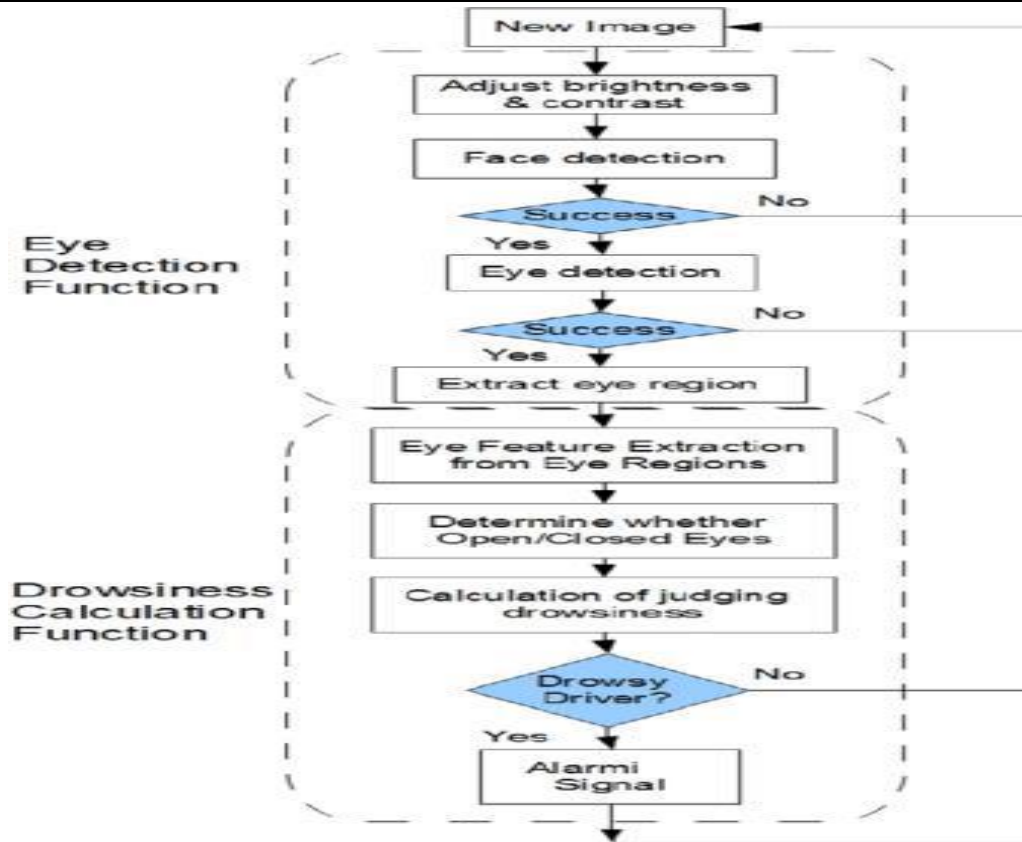 New Image
Adjust brightness
& contrast
Face detection
Success
No
Yes
Eye detection
Success
No
Yes
Extract eye region
Eye
Detection
Function
Eye Feature Extraction
from Eye Regions
Determine whether
Open/Closed Eyes
Calculation of judging
drowsiness
Drowsy
Driver?
No
Yes
Alarmi
Signal
Drowsiness
Calculation
Function